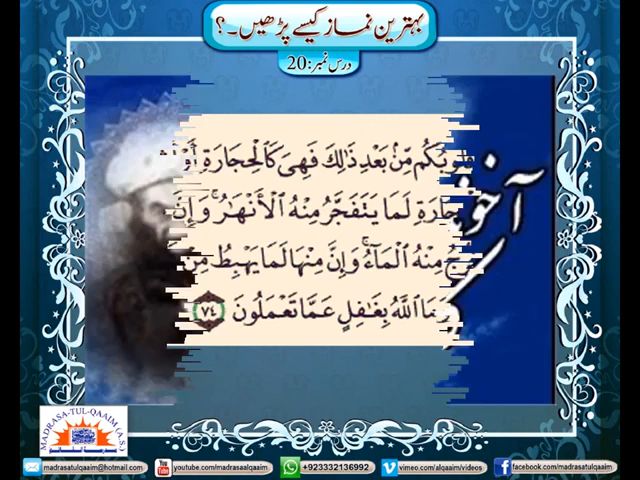 بہترین نماز کیسے پڑھیں۔؟
درس نمبر:20
بُكُم مِّنۢ بَعْدِ ذَٰلِكَ فَهِىَ كَٱلْحِجَارَةِ
لَمَا يَتَفَجَّرُ مِنْهُ ٱلْأَنْهَٰرُ ۚ وَإِنَّ
مِنْهُ ٱلْمَآءُ ۚ وَإِنَّ مِنْهَا لَمَا يَهْبِطُ مِنْ
وَمَا ٱللَّهُ بِغَٰفِلٍ عَمَّا تَعْمَلُونَ ٧٤
MADRASA-TUL-QAAIM (A.S.)
madrasatulqaaim@hotmail.com
youtube.com/madrasaalqaaim
+923332136992
vimeo.com/alqaaim/videos
facebook.com/madrasatulqaaim